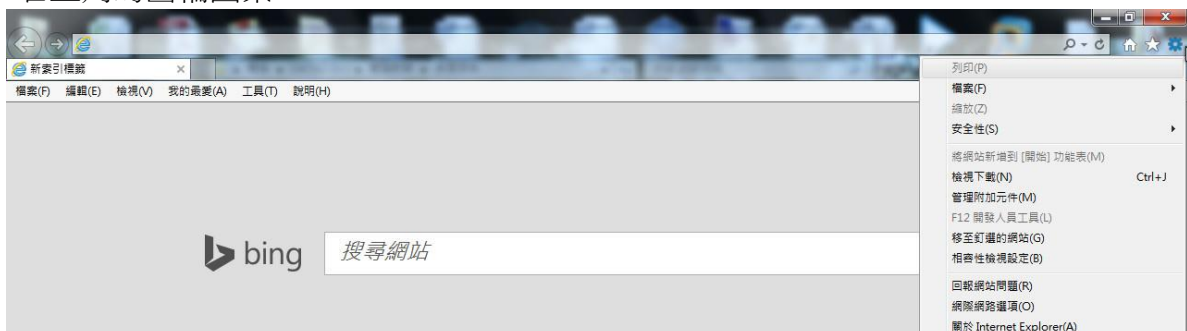 新索引標籤
檔案(F) 編輯(E) 檢視(V) 我的最愛(A) 工具(T) 說明(H)
bing 搜尋網站
列印(P)
檔案(F)
縮放(Z)
安全性(S)
將網站新增到 [開始] 功能表(M)
檢視下載(N) Ctrl+J
管理附加元件(M)
F12 開發人員工具(L)
移至釘選的網站(G)
相容性檢視設定(B)
回報網站問題(R)
網際網路選項(O)
關於 Internet Explorer(A)